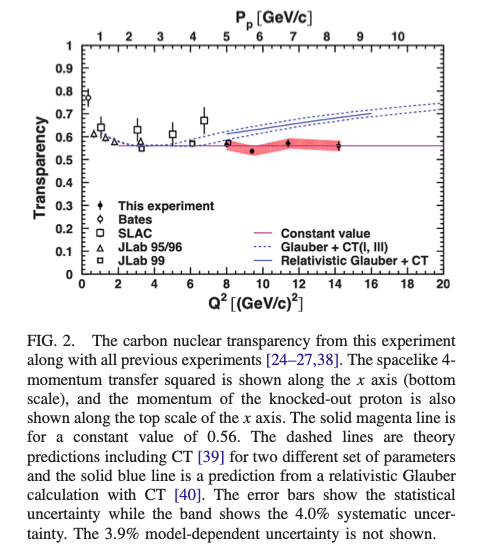 P_p [GeV/c]
1 2 3 4 5 6 7 8 9 10
1
0.9
0.8
0.7
0.6
0.5
0.4
0.3
0.2
0.1
0
Transparency
This experiment
Bates
SLAC
JLab 95/96
JLab 99
Constant value
Glauber + CT(I, III)
Relativistic Glauber + CT
0 2 4 6 8 10 12 14 16 18 20
Q² [(GeV/c)²]
FIG. 2. The carbon nuclear transparency from this experiment
along with all previous experiments [24–27,38]. The spacelike 4-
momentum transfer squared is shown along the x axis (bottom
scale), and the momentum of the knocked-out proton is also
shown along the top scale of the x axis. The solid magenta line is
for a constant value of 0.56. The dashed lines are theory
predictions including CT [39] for two different set of parameters
and the solid blue line is a prediction from a relativistic Glauber
calculation with CT [40]. The error bars show the statistical
uncertainty while the band shows the 4.0% systematic uncer-
tainty. The 3.9% model-dependent uncertainty is not shown.